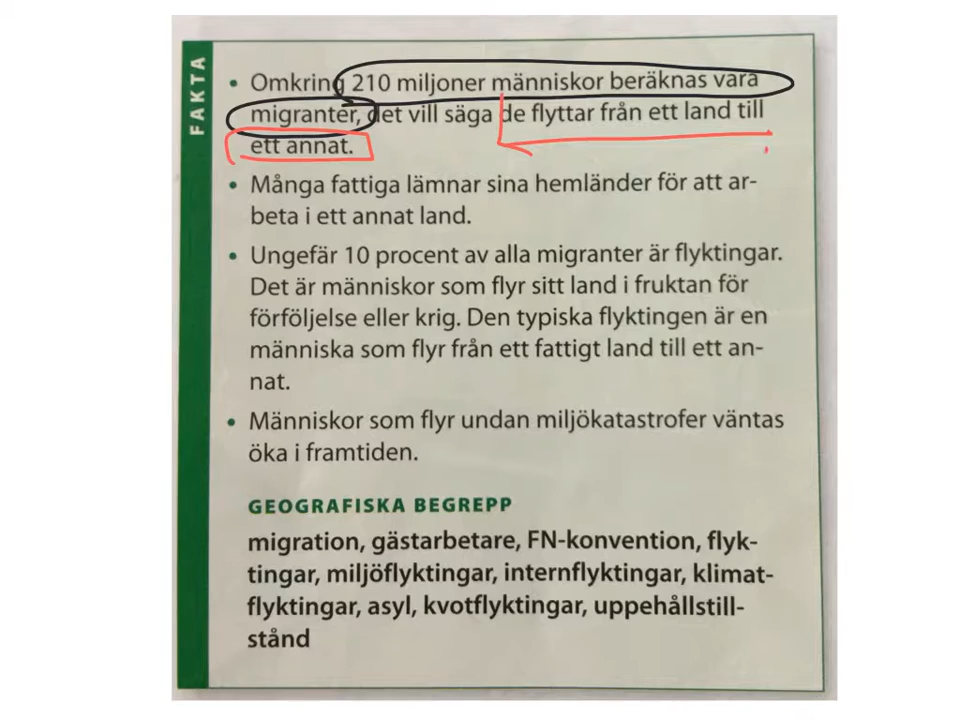 FAKTA
• Omkring 210 miljoner människor beräknas vara
migranter, det vill säga de flyttar från ett land till
ett annat.
• Många fattiga lämnar sina hemländer för att ar-
beta i ett annat land.
• Ungefär 10 procent av alla migranter är flyktingar.
Det är människor som flyr sitt land i fruktan för
förföljelse eller krig. Den typiska flyktingen är en
människa som flyr från ett fattigt land till ett an-
nat.
• Människor som flyr undan miljökatastrofer väntas
öka i framtiden.
GEOGRAFISKA BEGREPP
migration, gästarbetare, FN-konvention, flyk-
tingar, miljöflyktingar, internflyktingar, klimat-
flyktingar, asyl, kvotflyktingar, uppehållstill-
stånd